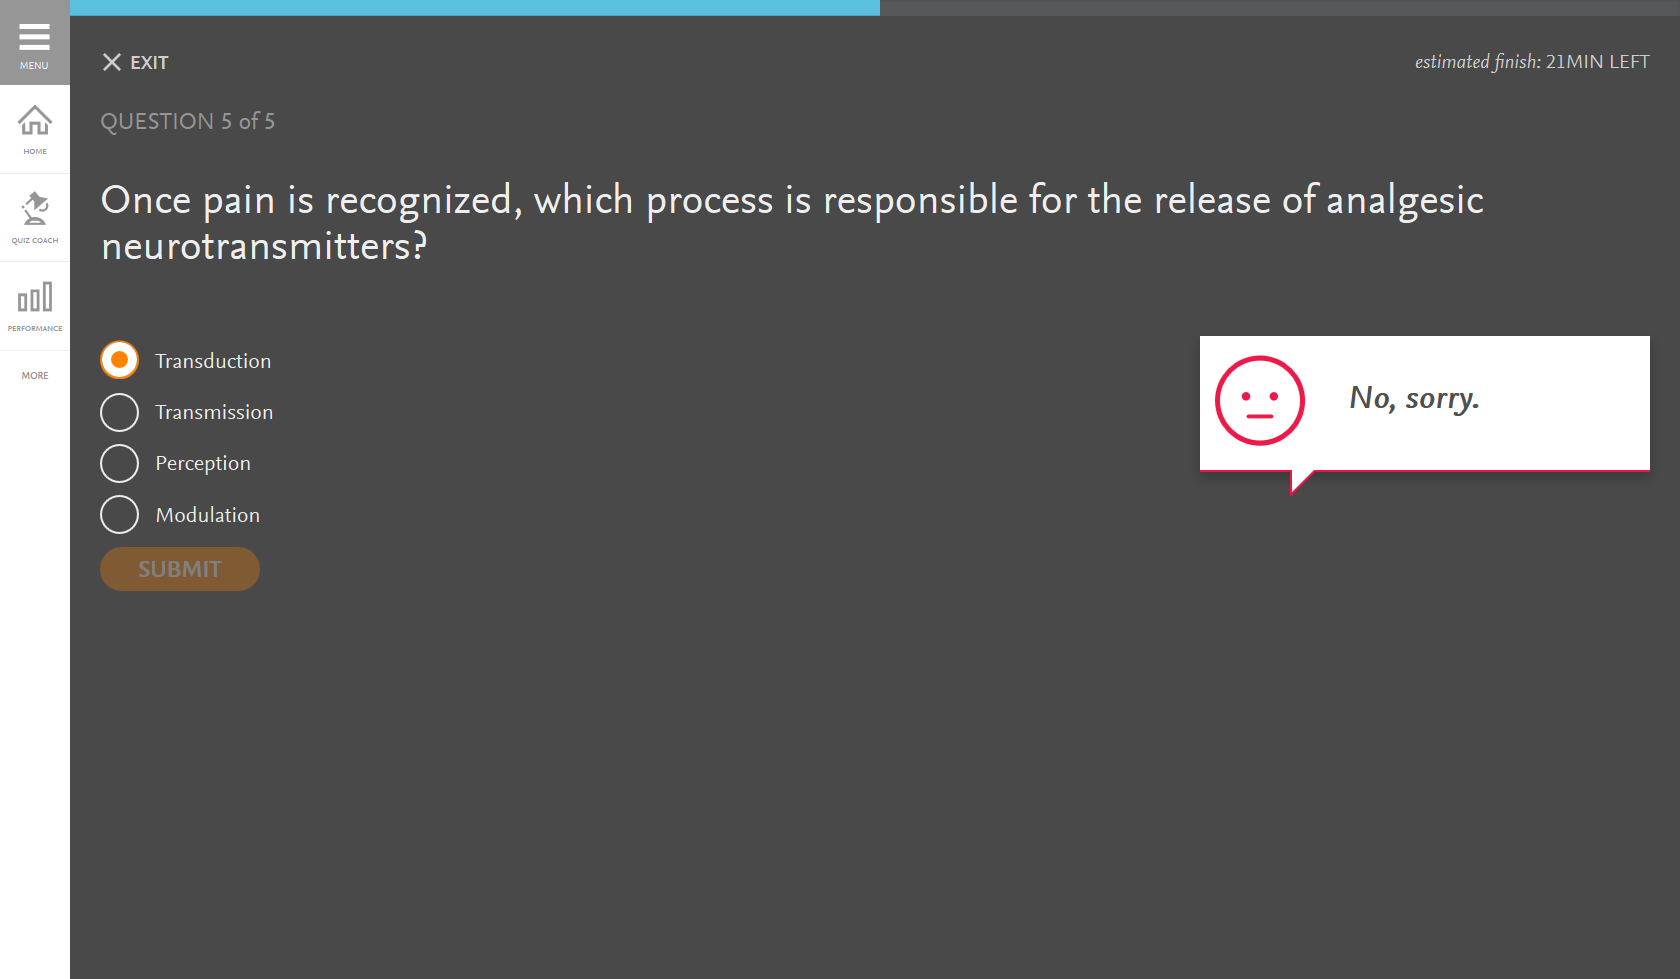 MENU
HOME
QUIZ COACH
PERFORMANCE
MORE
EXIT
estimated finish: 21MIN LEFT
QUESTION 5 of 5
Once pain is recognized, which process is responsible for the release of analgesic
neurotransmitters?
Transduction
Transmission
Perception
Modulation
SUBMIT
No, sorry.